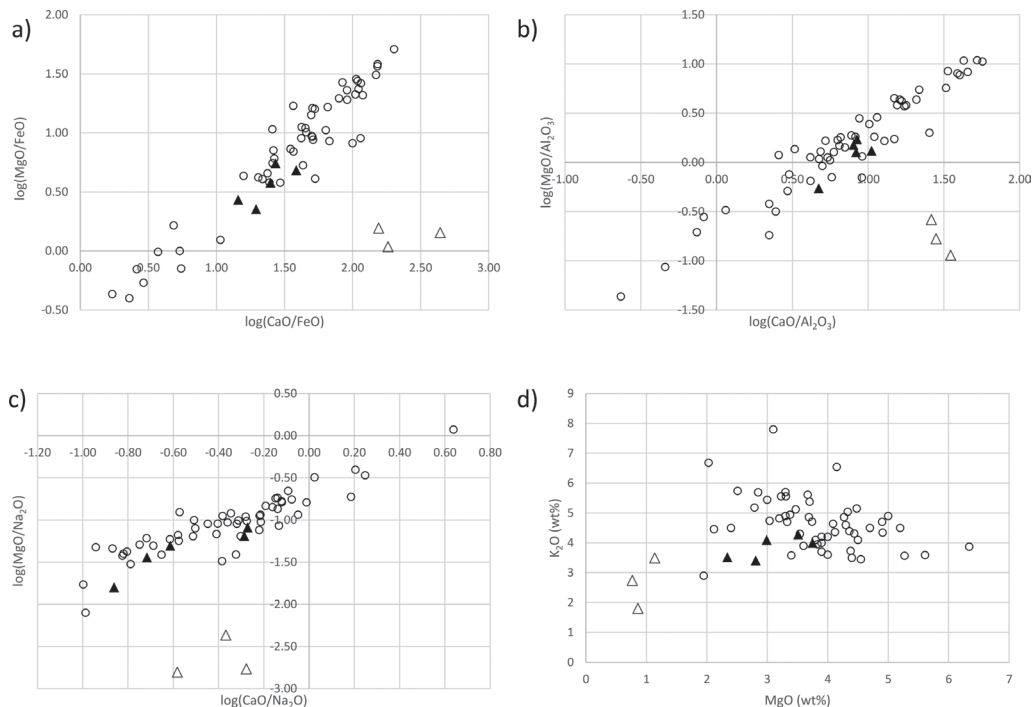 a)
2.00
1.50
1.00
0.50
0.00
-0.50
0.00 0.50 1.00 1.50 2.00 2.50 3.00
log(MgO/FeO)
log(CaO/FeO)
b)
1.50
1.00
0.50
0.00
-0.50
-1.00
-1.50
-1.00 0.00 1.00 2.00
log(MgO/Al₂O₃)
log(CaO/Al₂O₃)
c)
0.50
0.00
-0.50
-1.00
-1.50
-2.00
-2.50
-3.00
-1.20 -1.00 -0.80 -0.60 -0.40 -0.20 0.00 0.20 0.40 0.60 0.80
log(MgO/Na₂O)
log(CaO/Na₂O)
d)
9
8
7
6
5
4
3
2
1
0
0 1 2 3 4 5 6 7
K₂O (wt%)
MgO (wt%)